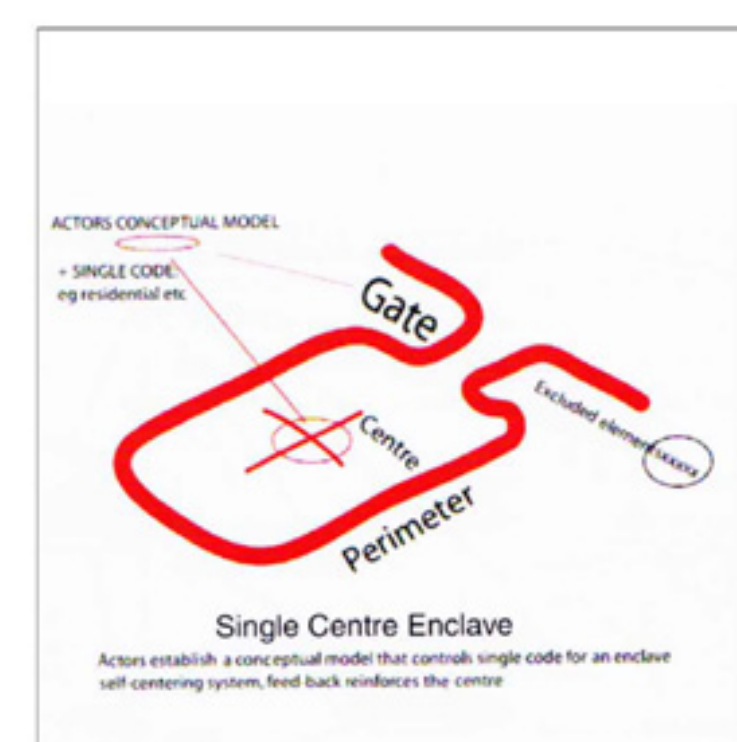 ACTORS CONCEPTUAL MODEL
+ SINGLE CODE:
eg residential etc
Gate
Excluded elementsxxxxx
Centre
Perimeter
Single Centre Enclave
Actors establish a conceptual model that controls single code for an enclave
self-centering system, feed-back reinforces the centre